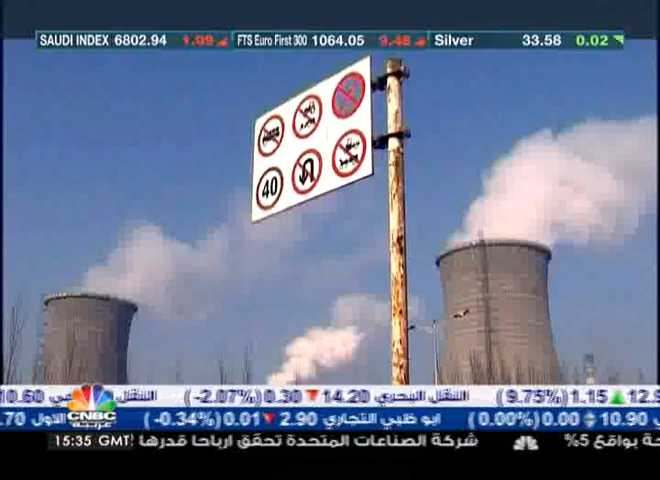 SAUDI INDEX 6802.94 1.09 FTS Euro First 300 1064.05 9.48 Silver 33.58 0.02
40
10.60 النقل (-2.07%) 0.30 14.20 النقل البحري (9.75%) 1.15 12.9
.70 الاول (-0.34%) 0.01 2.90 ابو ظبي التجاري (0.00%) 0.00 10.90
CNBC
عربية
15:35 GMT شركة الصناعات المتحدة تحقق ارباحا قدرها ة بواقع 5%